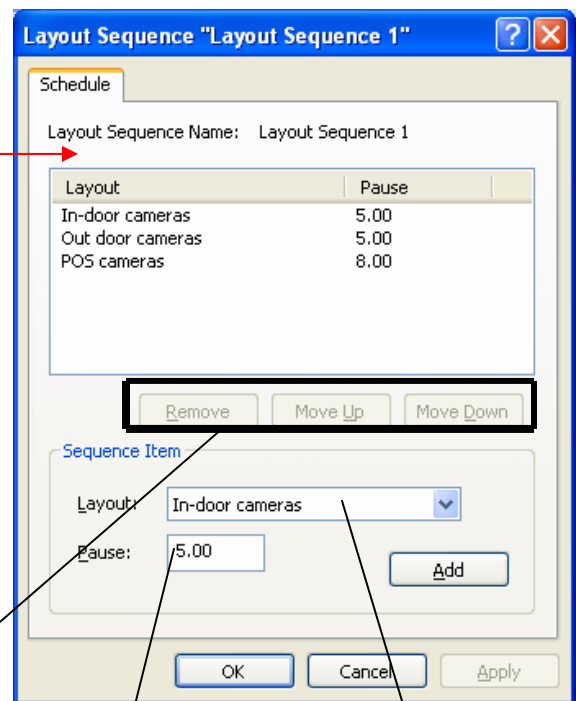 Layout Sequence "Layout Sequence 1"
Schedule
Layout Sequence Name: Layout Sequence 1
Layout Pause
In-door cameras 5.00
Out door cameras 5.00
POS cameras 8.00
Remove Move Up Move Down
Sequence Item
Layout: In-door cameras
Pause: 5.00
Add
OK Cancel Apply